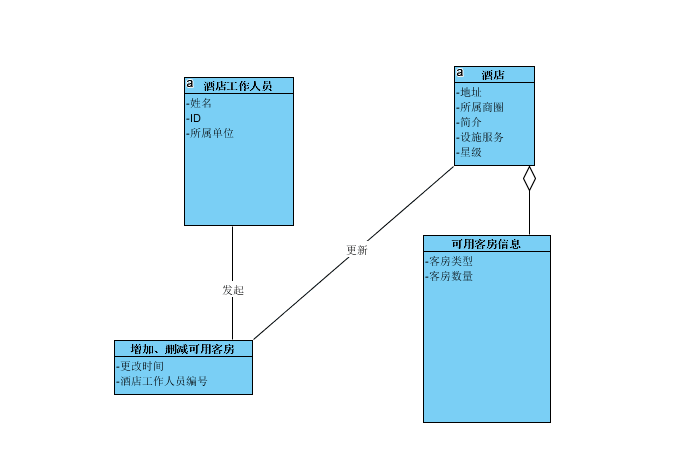 a
酒店工作人员
-姓名
-ID
-所属单位
a
酒店
-地址
-所属商圈
-简介
-设施服务
-星级
更新
发起
可用客房信息
-客房类型
-客房数量
增加、删减可用客房
-更改时间
-酒店工作人员编号